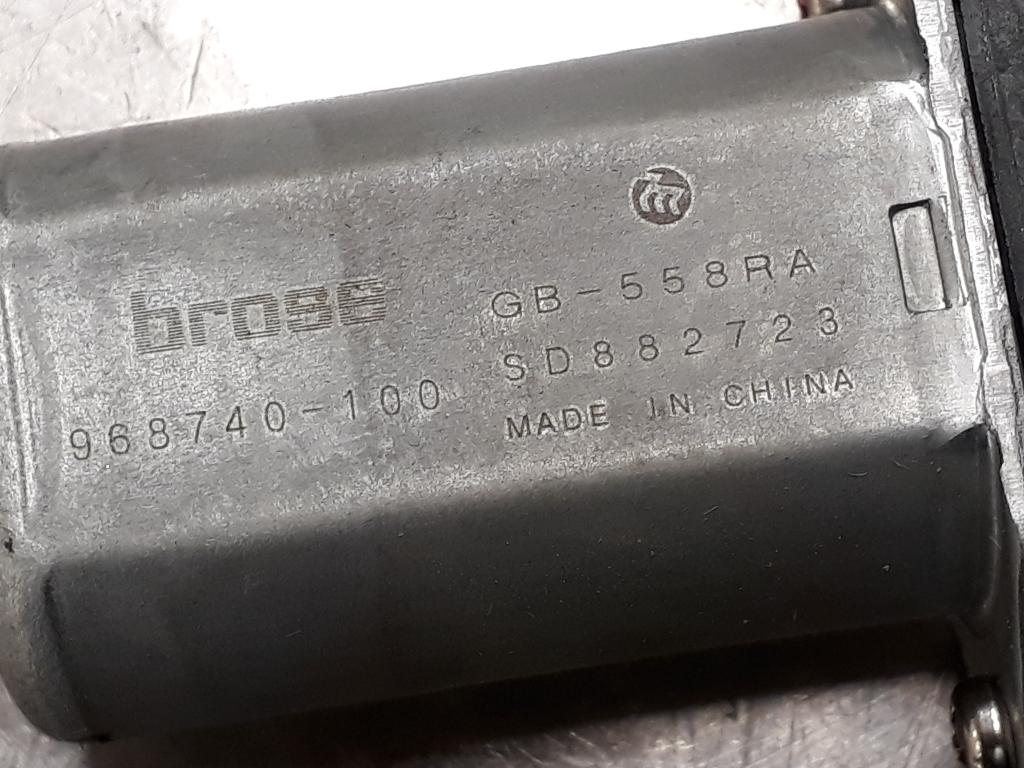 brose
968740-100
GB-558RA
SD882723
MADE IN CHINA